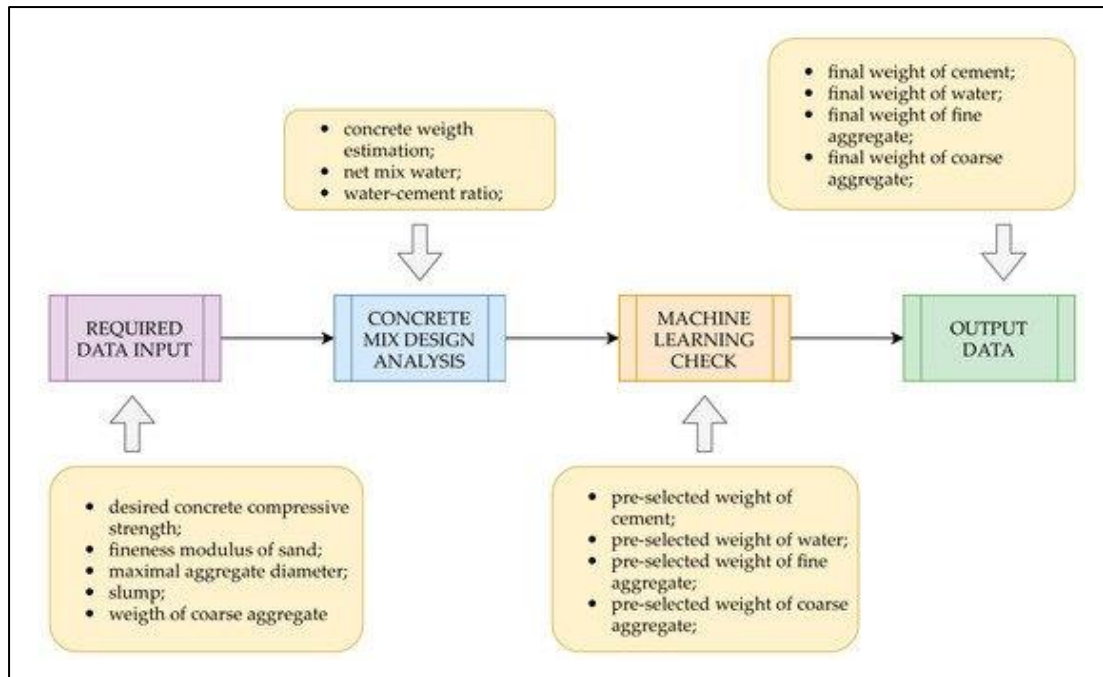 • concrete weigth
estimation;
• net mix water;
• water-cement ratio;
• final weight of cement;
• final weight of water;
• final weight of fine
aggregate;
• final weight of coarse
aggregate;
REQUIRED
DATA INPUT
CONCRETE
MIX DESIGN
ANALYSIS
MACHINE
LEARNING
CHECK
OUTPUT
DATA
• desired concrete compressive
strength;
• fineness modulus of sand;
• maximal aggregate diameter;
• slump;
• weigth of coarse aggregate
• pre-selected weight of
cement;
• pre-selected weight of water;
• pre-selected weight of fine
aggregate;
• pre-selected weight of coarse
aggregate;